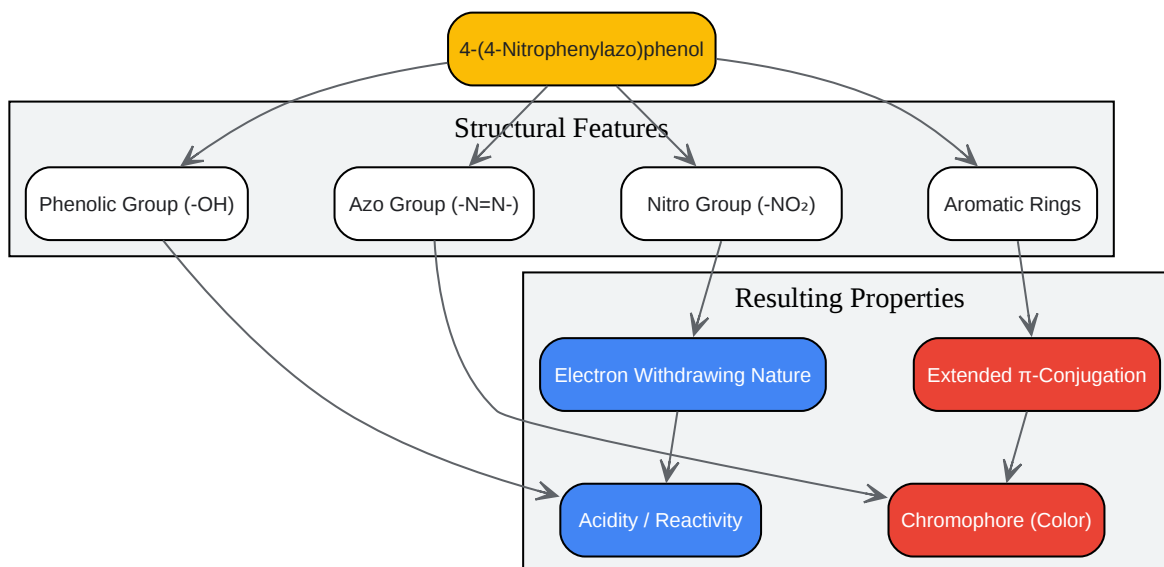 4-(4-Nitrophenylazo)phenol
Structural Features
Phenolic Group (-OH)
Azo Group (-N=N-)
Nitro Group (-NO₂)
Aromatic Rings
Resulting Properties
Electron Withdrawing Nature
Extended π-Conjugation
Acidity / Reactivity
Chromophore (Color)